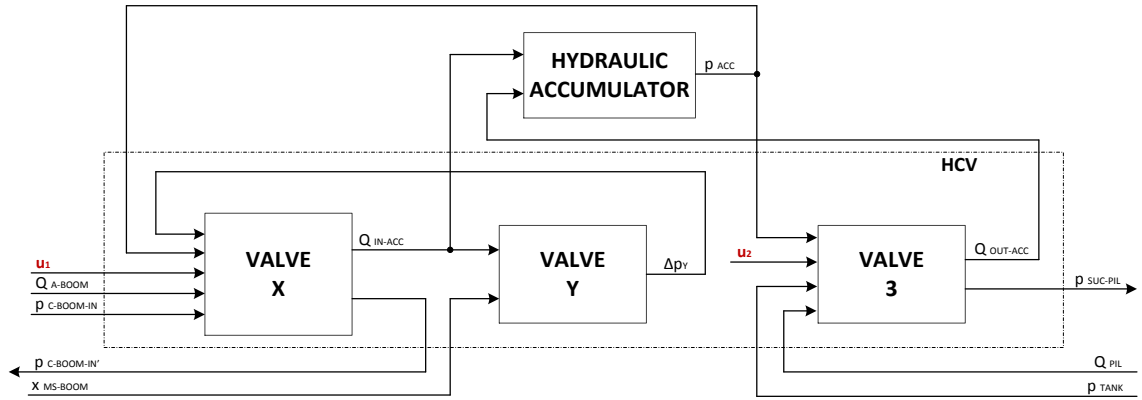 HYDRAULIC
ACCUMULATOR
p ACC
HCV
VALVE
X
Q IN-ACC
VALVE
Y
Δpʏ
u₂
VALVE
3
Q OUT-ACC
p SUC-PIL
u₁
Q A-BOOM
p C-BOOM-IN
p C-BOOM-IN'
x MS-BOOM
Q PIL
p TANK